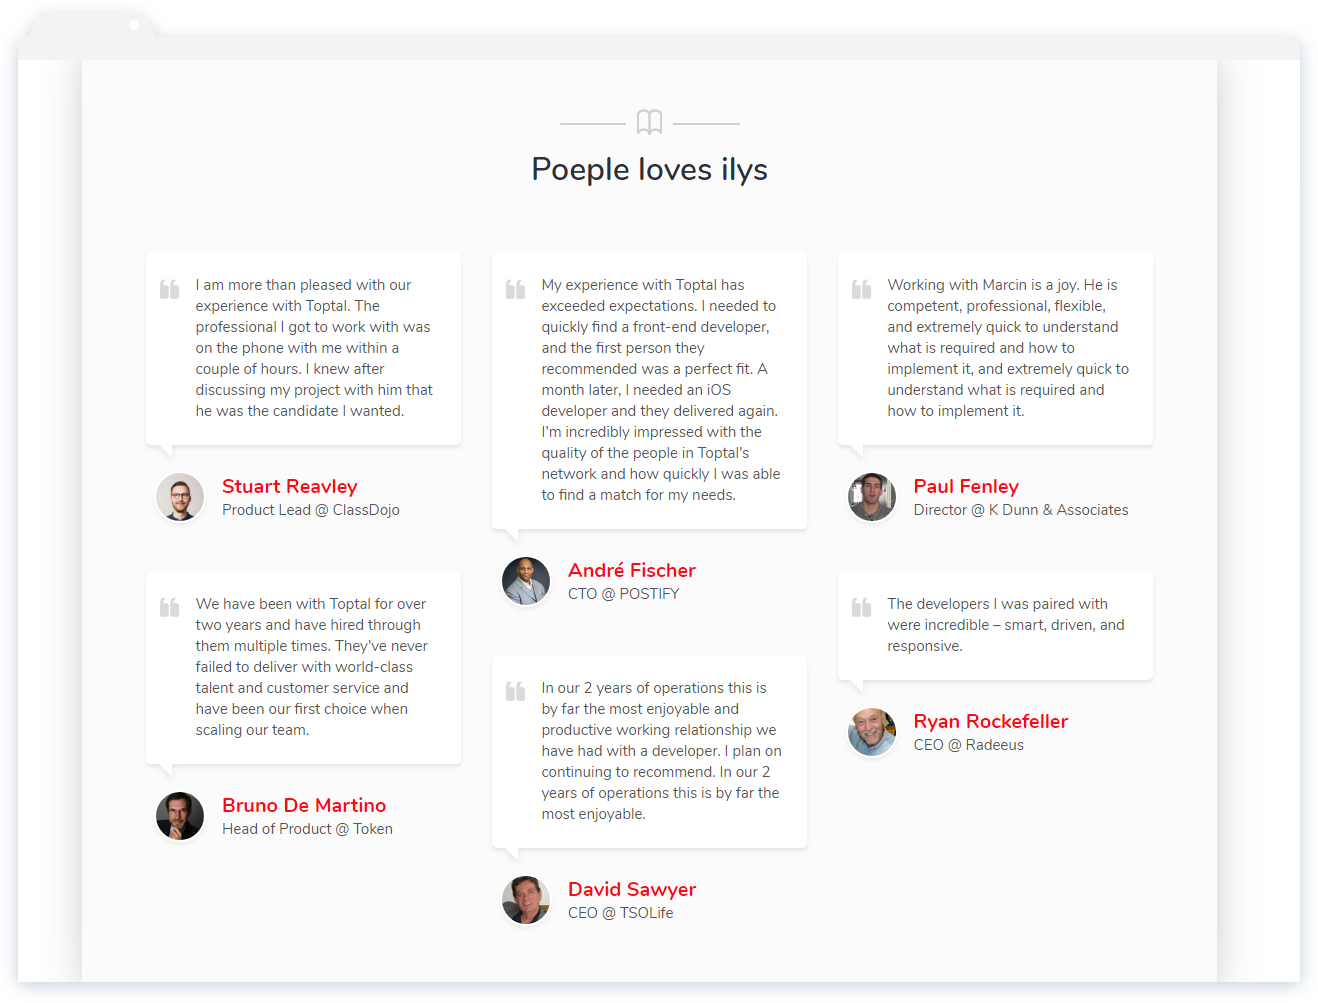 Poeple loves ilys
I am more than pleased with our
experience with Toptal. The
professional I got to work with was
on the phone with me within a
couple of hours. I knew after
discussing my project with him that
he was the candidate I wanted.
Stuart Reavley
Product Lead @ ClassDojo
We have been with Toptal for over
two years and have hired through
them multiple times. They’ve never
failed to deliver with world-class
talent and customer service and
have been our first choice when
scaling our team.
Bruno De Martino
Head of Product @ Token
My experience with Toptal has
exceeded expectations. I needed to
quickly find a front-end developer,
and the first person they
recommended was a perfect fit. A
month later, I needed an iOS
developer and they delivered again.
I’m incredibly impressed with the
quality of the people in Toptal’s
network and how quickly I was able
to find a match for my needs.
André Fischer
CTO @ POSTIFY
In our 2 years of operations this is
by far the most enjoyable and
productive working relationship we
have had with a developer. I plan on
continuing to recommend. In our 2
years of operations this is by far the
most enjoyable.
David Sawyer
CEO @ TSOLife
Working with Marcin is a joy. He is
competent, professional, flexible,
and extremely quick to understand
what is required and how to
implement it, and extremely quick to
understand what is required and
how to implement it.
Paul Fenley
Director @ K Dunn & Associates
The developers I was paired with
were incredible – smart, driven, and
responsive.
Ryan Rockefeller
CEO @ Radeeus